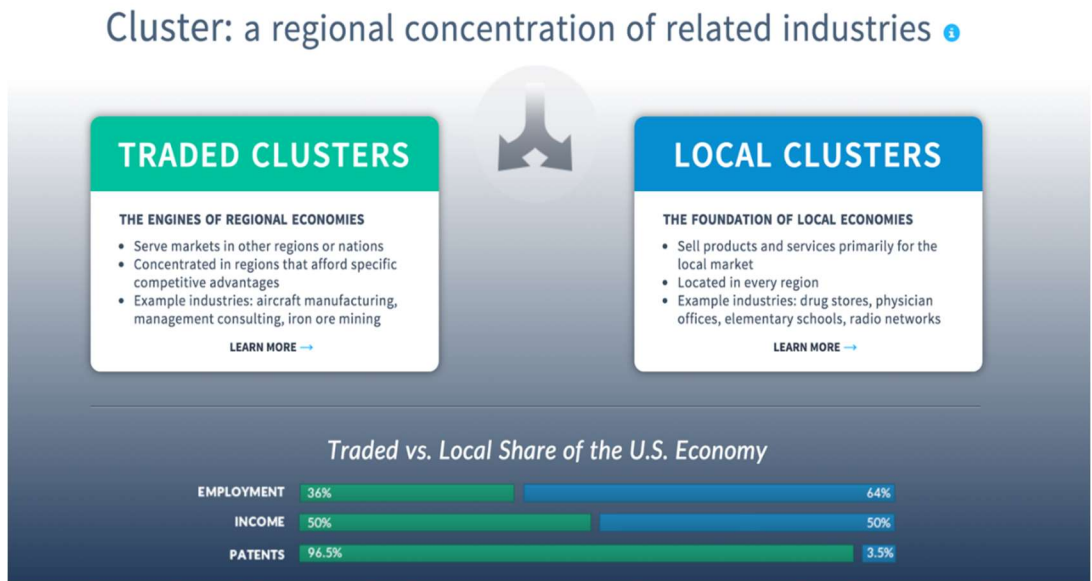 Cluster: a regional concentration of related industries
TRADED CLUSTERS
THE ENGINES OF REGIONAL ECONOMIES
• Serve markets in other regions or nations
• Concentrated in regions that afford specific
competitive advantages
• Example industries: aircraft manufacturing,
management consulting, iron ore mining
LEARN MORE →
LOCAL CLUSTERS
THE FOUNDATION OF LOCAL ECONOMIES
• Sell products and services primarily for the
local market
• Located in every region
• Example industries: drug stores, physician
offices, elementary schools, radio networks
LEARN MORE →
Traded vs. Local Share of the U.S. Economy
EMPLOYMENT 36% 64%
INCOME 50% 50%
PATENTS 96.5% 3.5%